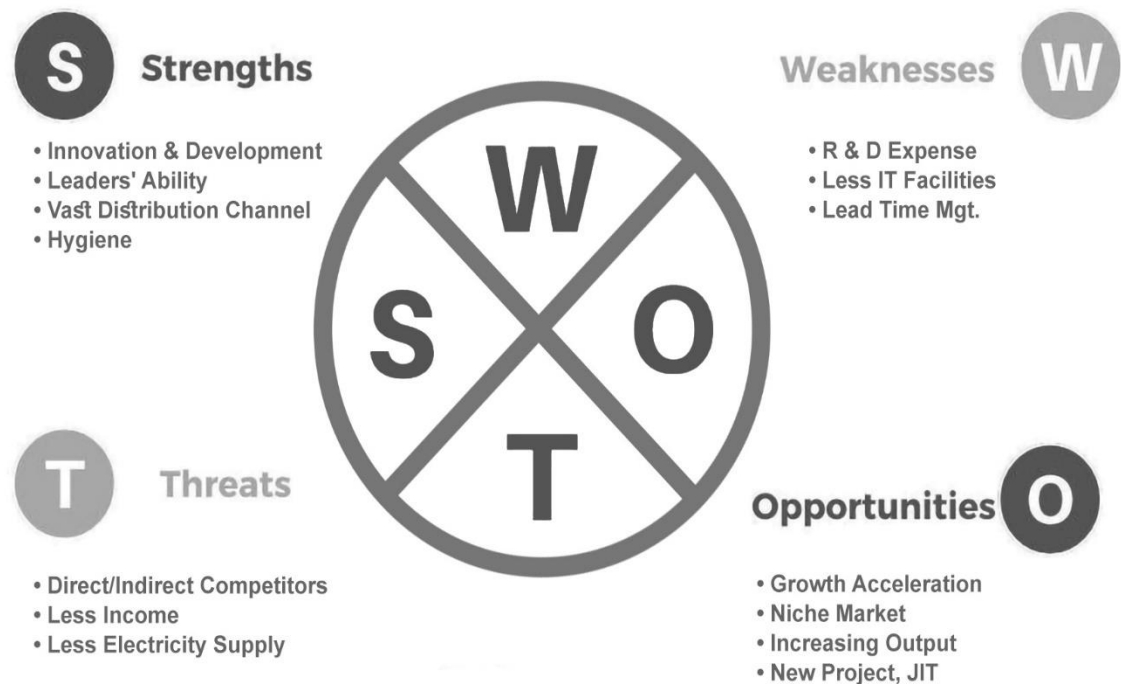 S Strengths
• Innovation & Development
• Leaders' Ability
• Vast Distribution Channel
• Hygiene
Weaknesses W
• R & D Expense
• Less IT Facilities
• Lead Time Mgt.
W
S
O
T
T Threats
• Direct/Indirect Competitors
• Less Income
• Less Electricity Supply
Opportunities O
• Growth Acceleration
• Niche Market
• Increasing Output
• New Project, JIT